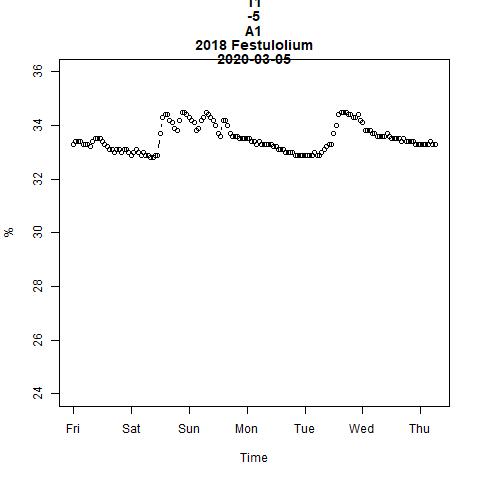 T1
-5
A1
2018 Festulolium
2020-03-05
36
34
32
30
28
26
24
%
Fri Sat Sun Mon Tue Wed Thu
Time